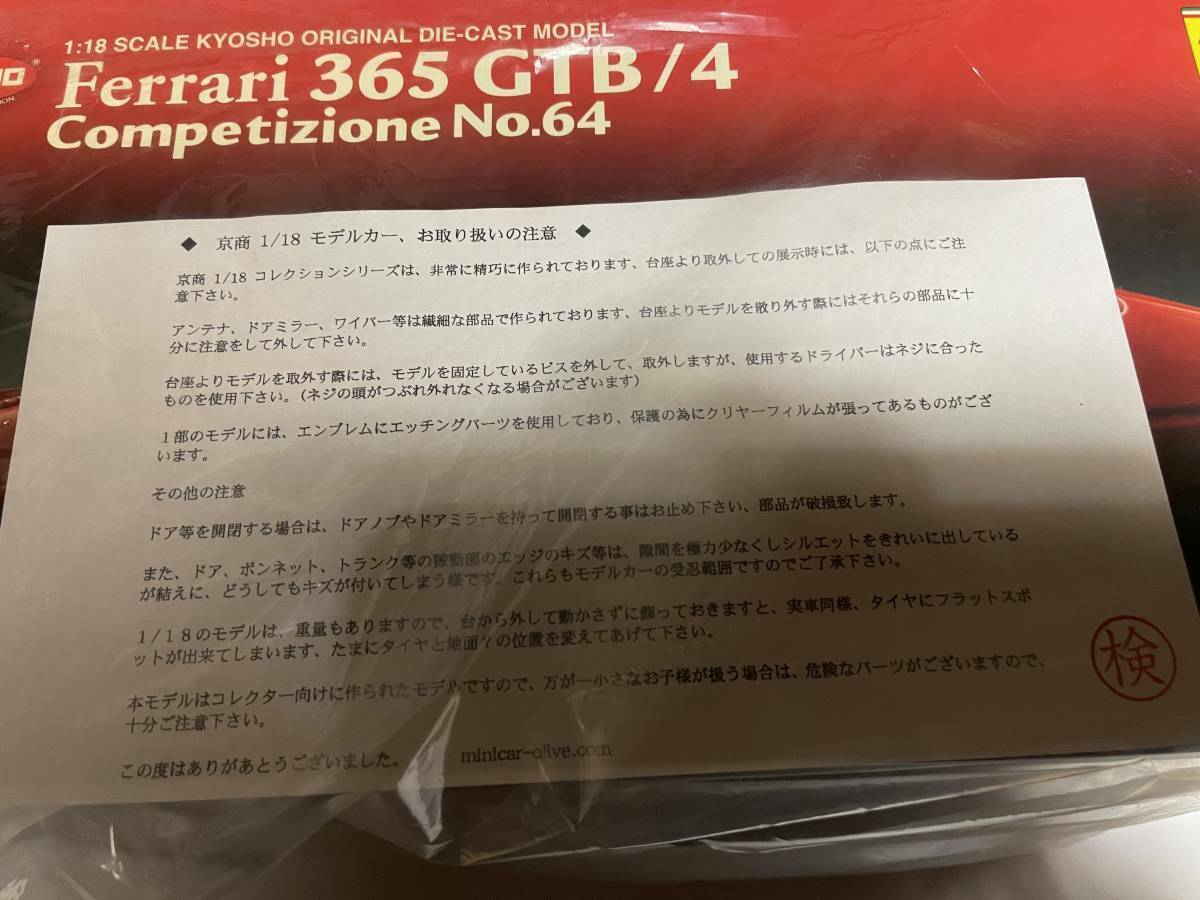 1:18 SCALE KYOSHO ORIGINAL DIE-CAST MODEL
Ferrari 365 GTB/4
Competizione No.64
◆ 京商 1/18 モデルカー、お取り扱いの注意 ◆
京商 1/18 コレクションシリーズは、非常に精巧に作られております、台座より取外しての展示時には、以下の点にご注
意下さい。
アンテナ、ドアミラー、ワイパー等は繊細な部品で作られております、台座よりモデルを散り外す際にはそれらの部品に十
分に注意をして外して下さい。
台座よりモデルを取外す際には、モデルを固定しているビスを外して、取外しますが、使用するドライバーはネジに合った
ものを使用下さい。(ネジの頭がつぶれ外れなくなる場合がございます)
1部のモデルには、エンブレムにエッチングパーツを使用しており、保護の為にクリヤーフィルムが張ってあるものがござ
います。
その他の注意
ドア等を開閉する場合は、ドアノブやドアミラーを持って開閉する事はお止め下さい、部品が破損致します。
また、ドア、ボンネット、トランク等の稼動部のエッジのキズ等は、隙間を極力少なくしシルエットをきれいに出している
が結えに、どうしてもキズが付いてしまう様です。これらもモデルカーの受忍範囲ですのでご了承下さい。
1/18のモデルは、重量もありますので、台から外して動かさずに飾っておきますと、実車同様、タイヤにフラットスポ
ットが出来てしまいます、たまにタイヤと地面?の位置を変えてあげて下さい。
本モデルはコレクター向けに作られたモデルですので、万が一小さなお子様が扱う場合は、危険なパーツがございますので、
十分ご注意下さい。
この度はありがあとうございました。 minicar-olive.com
検